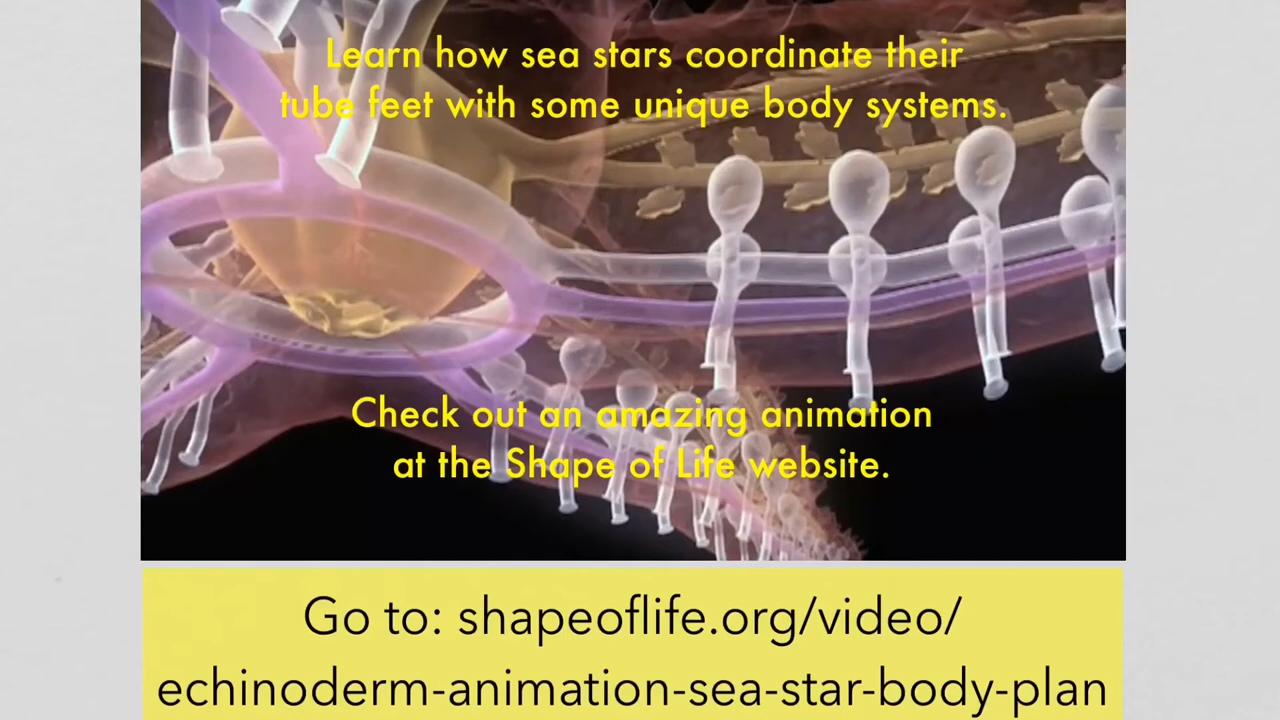 Learn how sea stars coordinate their
tube feet with some unique body systems.
Check out an amazing animation
at the Shape of Life website.
Go to: shapeoflife.org/video/
echinoderm-animation-sea-star-body-plan